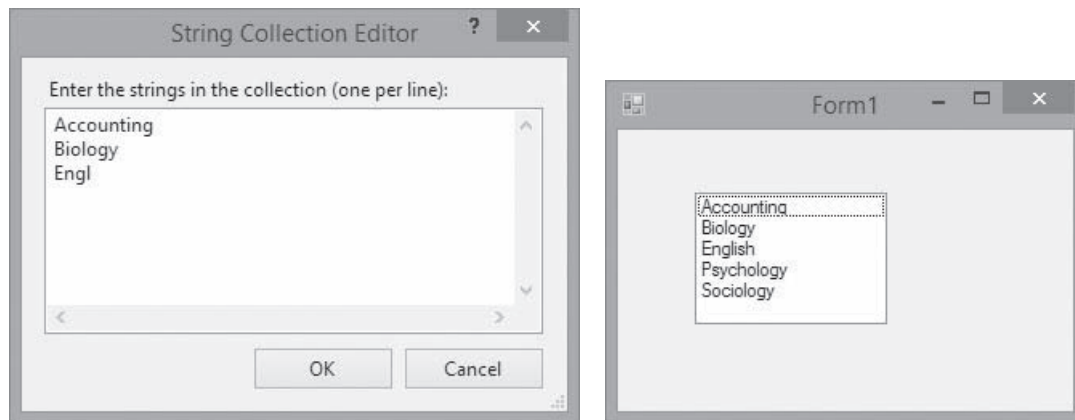 String Collection Editor ? ×
Enter the strings in the collection (one per line):
Accounting
Biology
Engl
OK Cancel
Form1
Accounting
Biology
English
Psychology
Sociology